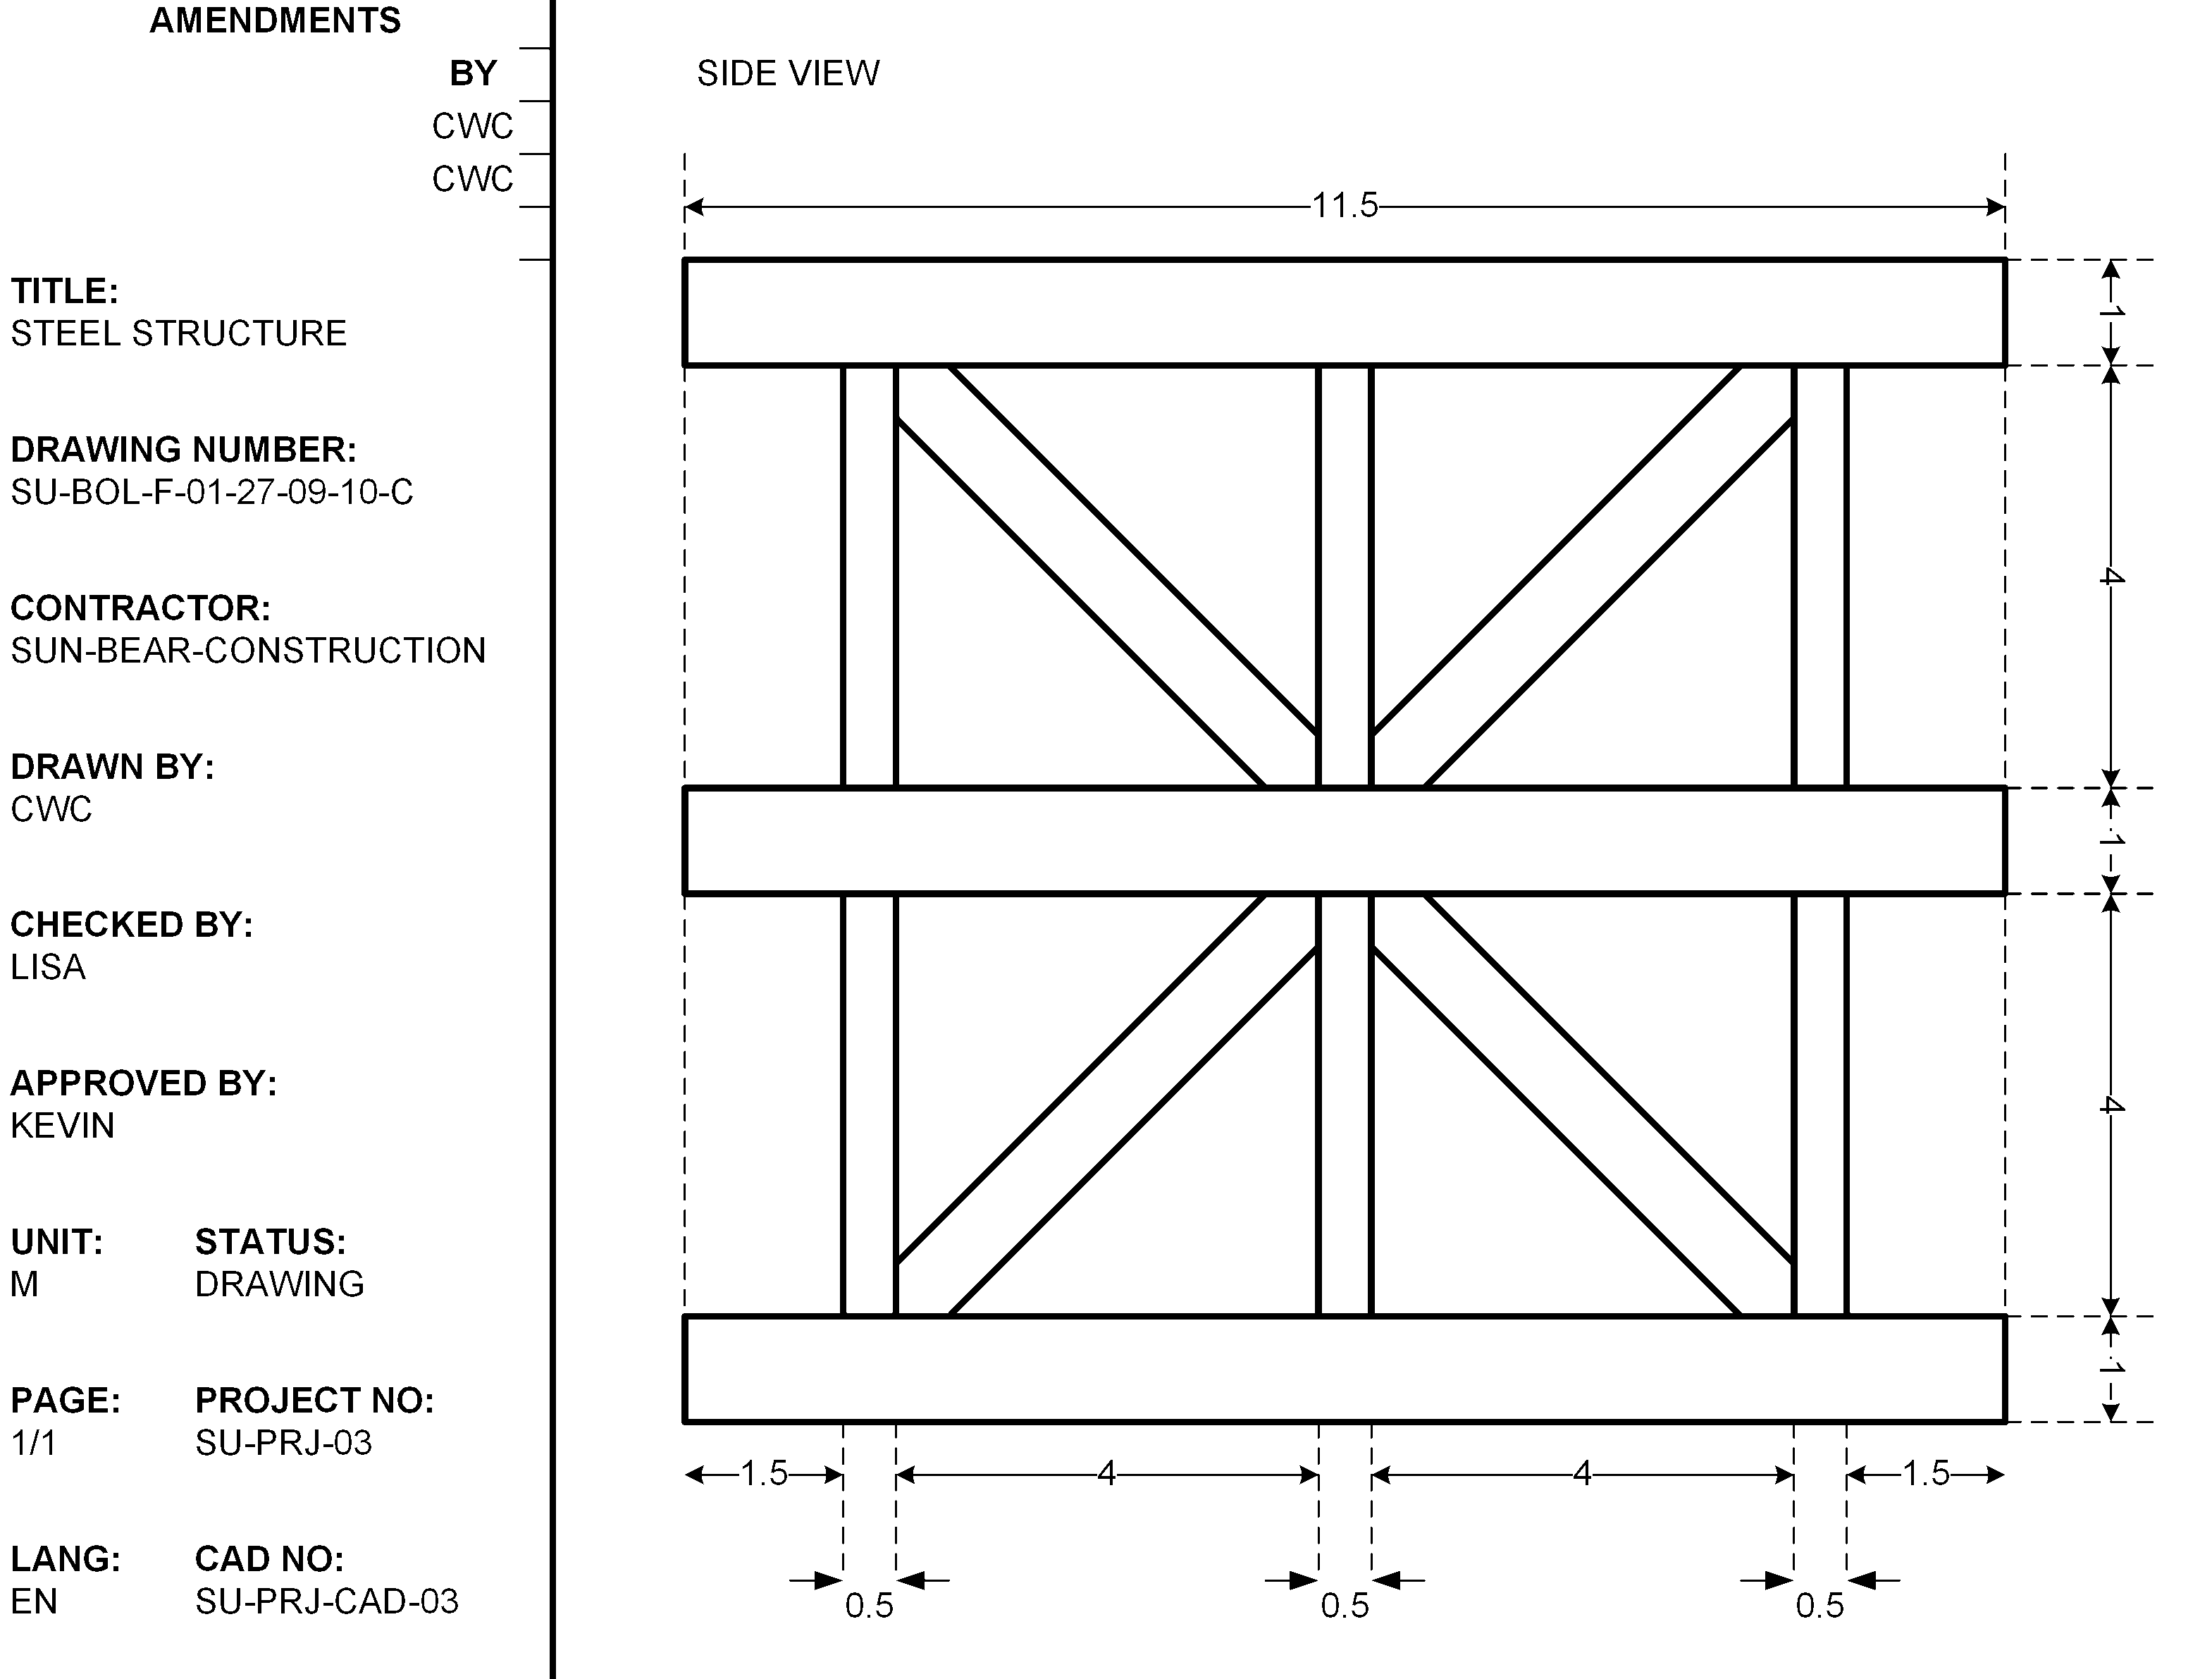 AMENDMENTS
BY
CWC
CWC
TITLE:
STEEL STRUCTURE
DRAWING NUMBER:
SU-BOL-F-01-27-09-10-C
CONTRACTOR:
SUN-BEAR-CONSTRUCTION
DRAWN BY:
CWC
CHECKED BY:
LISA
APPROVED BY:
KEVIN
UNIT: STATUS:
M DRAWING
PAGE: PROJECT NO:
1/1 SU-PRJ-03
LANG: CAD NO:
EN SU-PRJ-CAD-03
SIDE VIEW
11.5
1
4
1
4
1
1.5 4 4 1.5
0.5 0.5 0.5